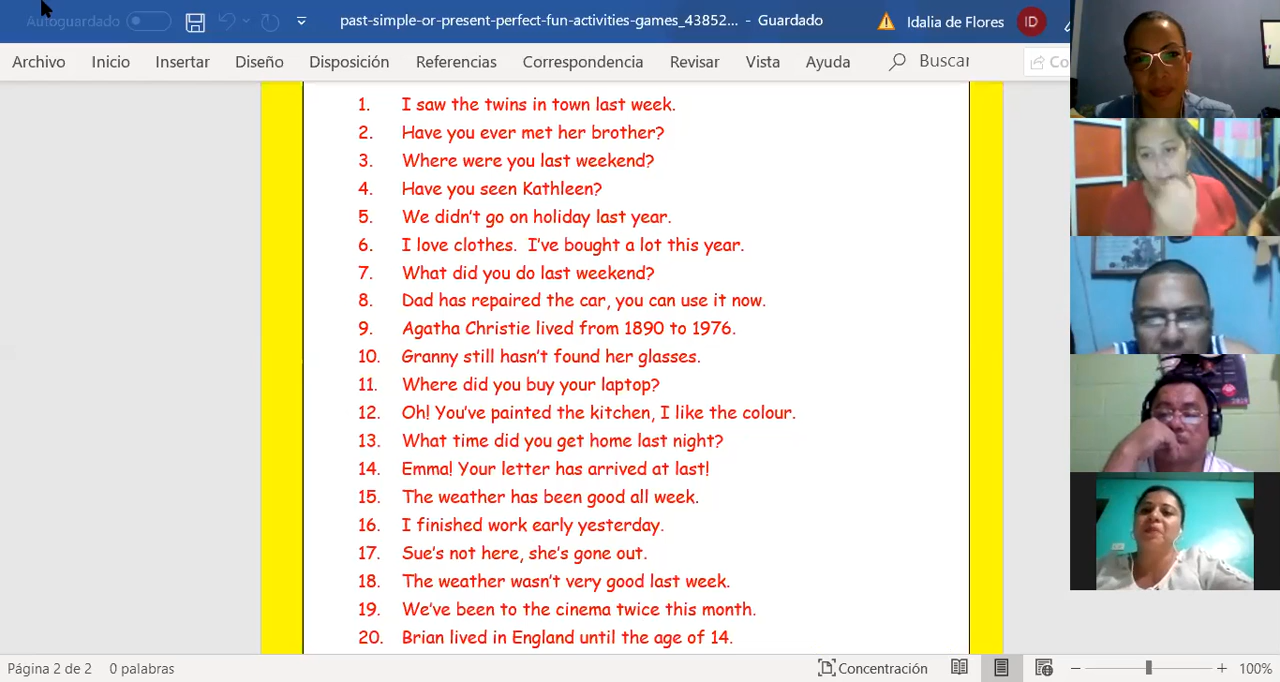 Autoguardado
past-simple-or-present-perfect-fun-activities-games_43852... - Guardado
Idalia de Flores
ID
Archivo Inicio Insertar Diseño Disposición Referencias Correspondencia Revisar Vista Ayuda Buscar Co
1. I saw the twins in town last week.
2. Have you ever met her brother?
3. Where were you last weekend?
4. Have you seen Kathleen?
5. We didn't go on holiday last year.
6. I love clothes. I've bought a lot this year.
7. What did you do last weekend?
8. Dad has repaired the car, you can use it now.
9. Agatha Christie lived from 1890 to 1976.
10. Granny still hasn't found her glasses.
11. Where did you buy your laptop?
12. Oh! You've painted the kitchen, I like the colour.
13. What time did you get home last night?
14. Emma! Your letter has arrived at last!
15. The weather has been good all week.
16. I finished work early yesterday.
17. Sue's not here, she's gone out.
18. The weather wasn't very good last week.
19. We've been to the cinema twice this month.
20. Brian lived in England until the age of 14.
Página 2 de 2 0 palabras Concentración 100%